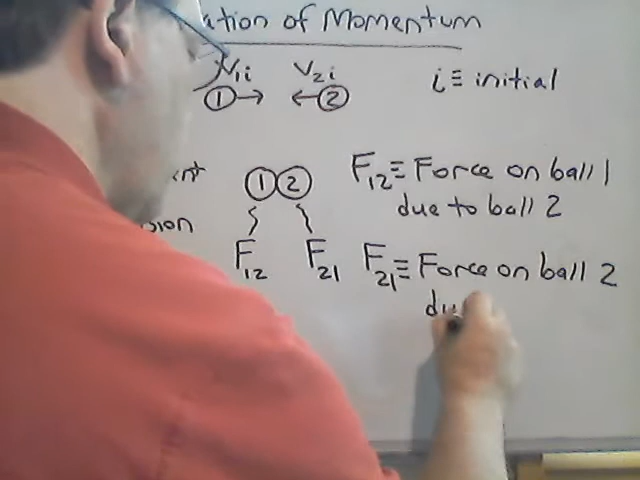 ation of Momentum
V1i V2i i ≡ initial
1 → ← 2
1 2 F12 ≡ Force on ball 1
due to ball 2
F12 F21 F21 ≡ Force on ball 2
du